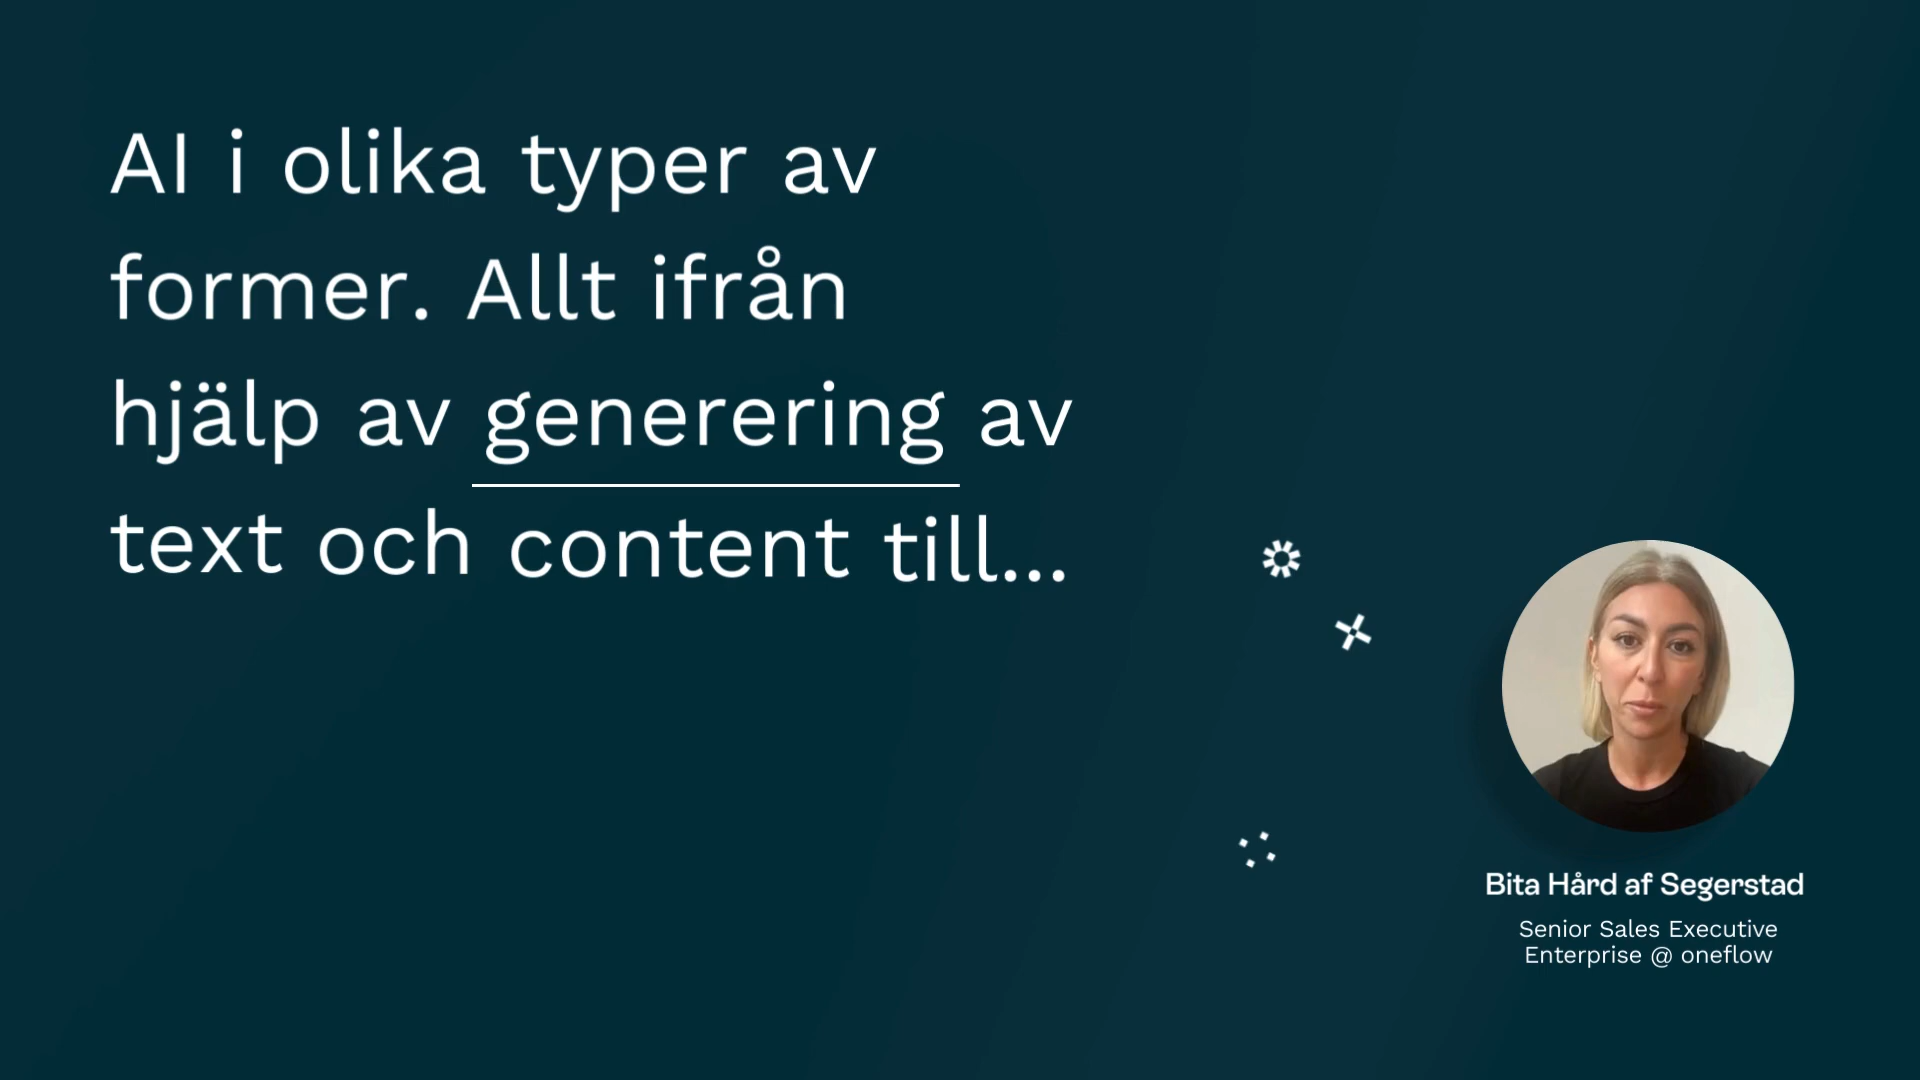 AI i olika typer av
former. Allt ifrån
hjälp av generering av
text och content till...
Bita Hård af Segerstad
Senior Sales Executive
Enterprise @ oneflow